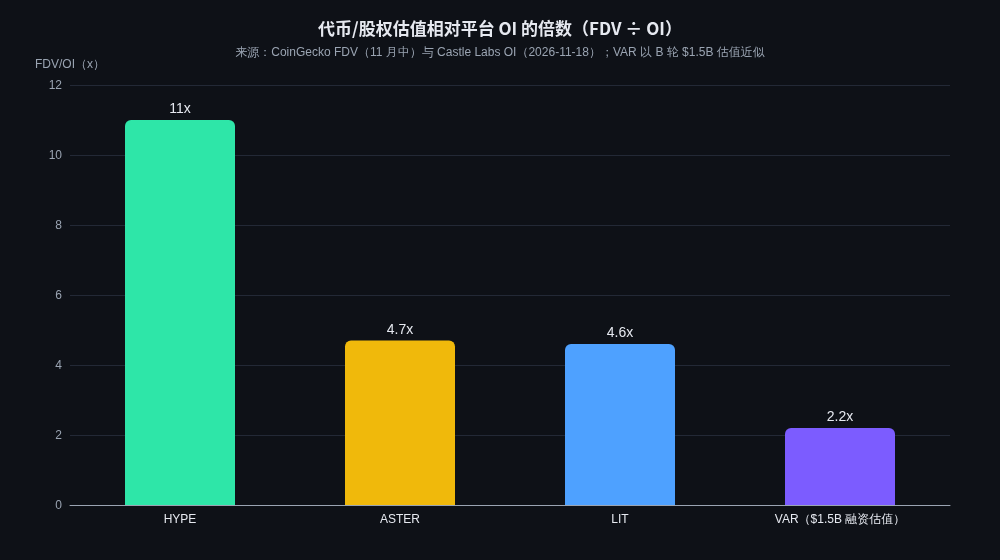 代币/股权估值相对平台 OI 的倍数（FDV ÷ OI）
来源：CoinGecko FDV（11 月中）与 Castle Labs OI（2026-11-18）；VAR 以 B 轮 $1.5B 估值近似
FDV/OI（x）
12
10
8
6
4
2
0
11x
4.7x
4.6x
2.2x
HYPE
ASTER
LIT
VAR（$1.5B 融资估值）